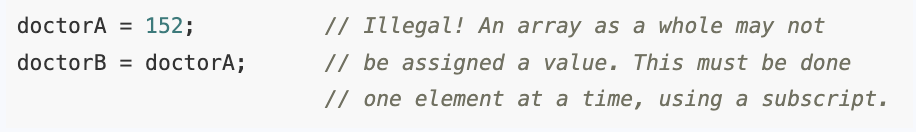 doctorA = 152;          // Illegal! An array as a whole may not
doctorB = doctorA;      // be assigned a value. This must be done
                        // one element at a time, using a subscript.